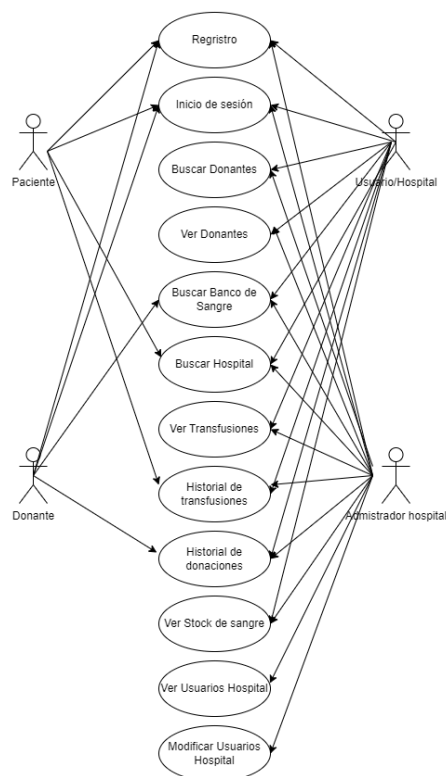 Regristro
Inicio de sesión
Buscar Donantes
Paciente
Usuario/Hospital
Ver Donantes
Buscar Banco de
Sangre
Buscar Hospital
Ver Transfusiones
Historial de
transfusiones
Donante
Admistrador hospital
Historial de
donaciones
Ver Stock de sangre
Ver Usuarios Hospital
Modificar Usuarios
Hospital